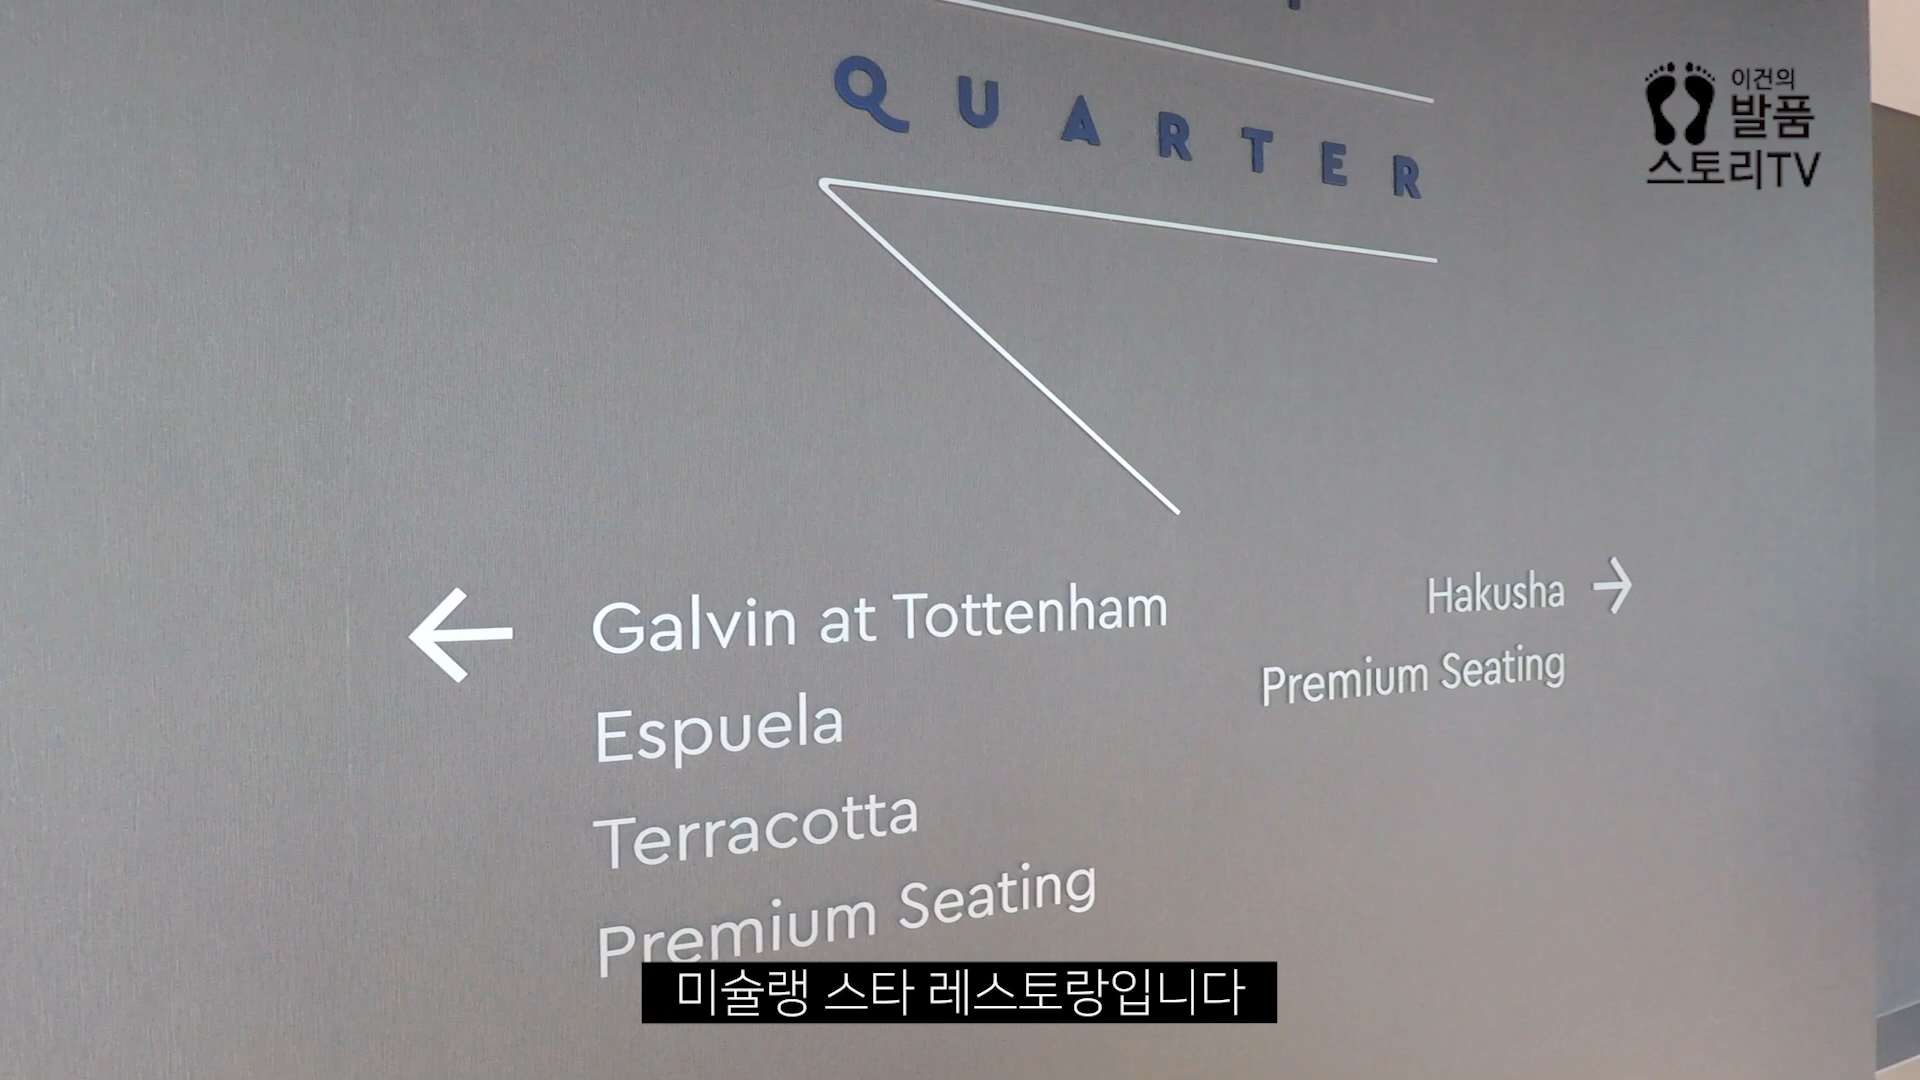 QUARTER
이건의
발품
스토리TV
← Galvin at Tottenham
Espuela
Terracotta
Premium Seating
Hakusha →
Premium Seating
미슐랭 스타 레스토랑입니다